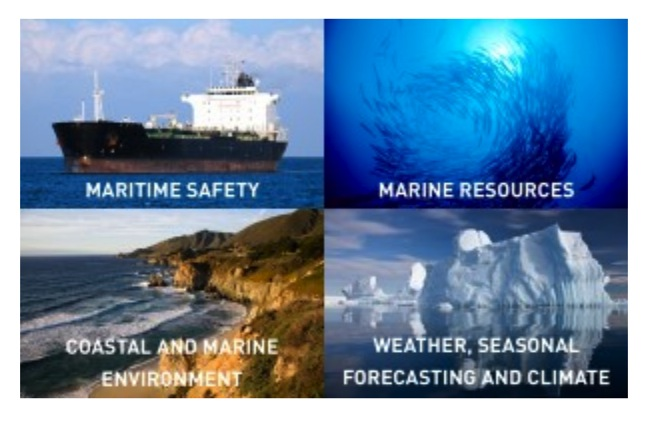 MARITIME SAFETY
MARINE RESOURCES
COASTAL AND MARINE
ENVIRONMENT
WEATHER, SEASONAL
FORECASTING AND CLIMATE